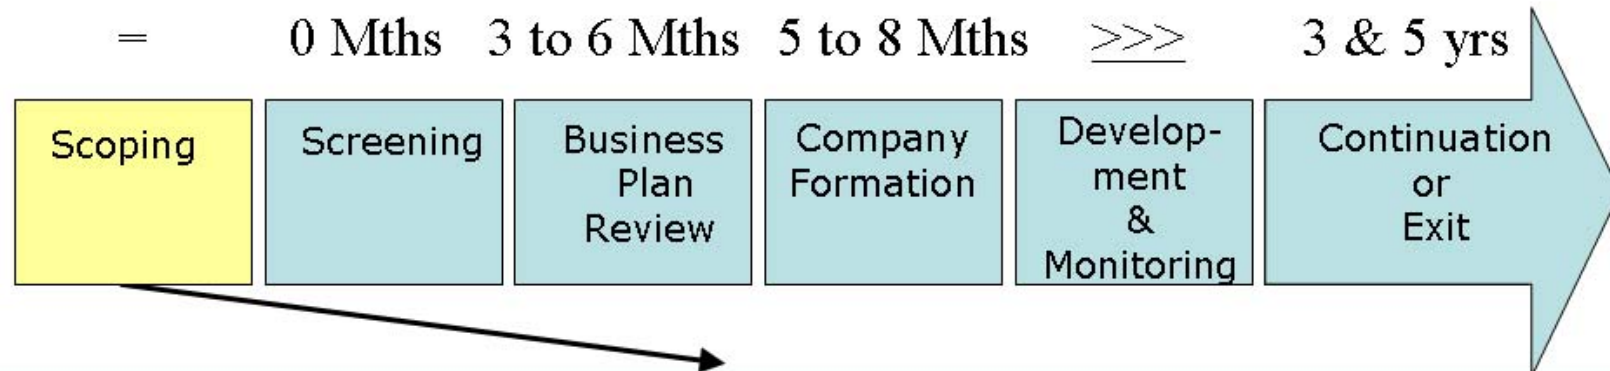 = 0 Mths 3 to 6 Mths 5 to 8 Mths >>> 3 & 5 yrs
Scoping
Screening
Business
Plan
Review
Company
Formation
Develop-
ment
&
Monitoring
Continuation
or
Exit